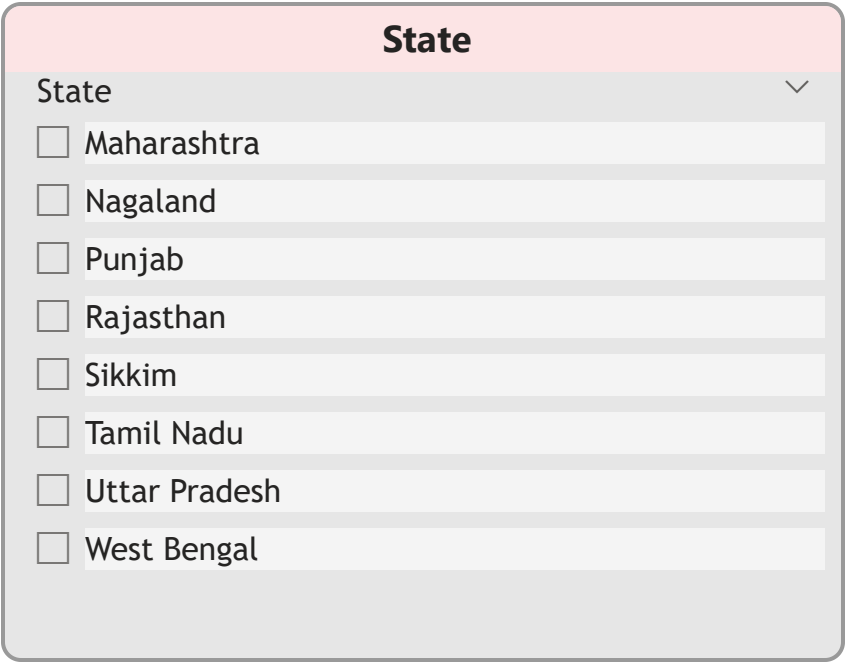 State
State
Maharashtra
Nagaland
Punjab
Rajasthan
Sikkim
Tamil Nadu
Uttar Pradesh
West Bengal